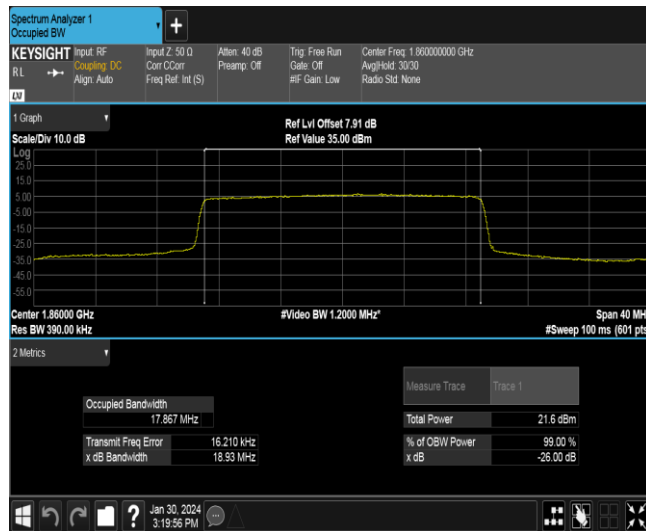 Spectrum Analyzer 1
Occupied BW
+
KEYSIGHT
RL
LXI
Input: RF
Coupling: DC
Align: Auto
Input Z: 50 Ω
Corr CCorr
Freq Ref: Int (S)
Atten: 40 dB
Preamp: Off
Trig: Free Run
Gate: Off
#IF Gain: Low
Center Freq: 1.860000000 GHz
Avg|Hold: 30/30
Radio Std: None
1 Graph
Scale/Div 10.0 dB
Ref Lvl Offset 7.91 dB
Ref Value 35.00 dBm
Log
25.0
15.0
5.00
-5.00
-15.0
-25.0
-35.0
-45.0
-55.0
Center 1.86000 GHz
Res BW 390.00 kHz
#Video BW 1.2000 MHz*
Span 40 MH
#Sweep 100 ms (601 pts
2 Metrics
Measure Trace Trace 1
Occupied Bandwidth
17.867 MHz
Total Power 21.6 dBm
Transmit Freq Error 16.210 kHz
% of OBW Power 99.00 %
x dB Bandwidth 18.93 MHz
x dB -26.00 dB
?
Jan 30, 2024
3:19:56 PM